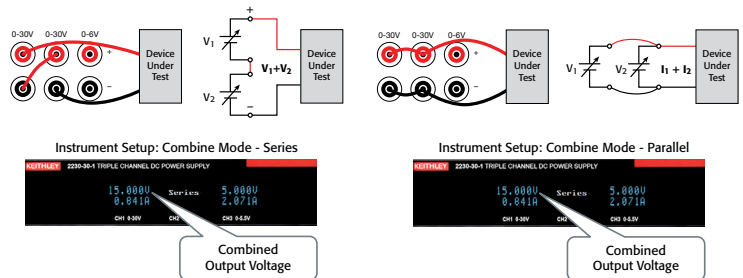 0-30V 0-30V 0-6V
+
−
Device
Under
Test
+
V1
V1+V2
V2
−
Device
Under
Test
0-30V 0-30V 0-6V
+
−
Device
Under
Test
V1
V2
I1 + I2
Device
Under
Test
Instrument Setup: Combine Mode - Series
KEITHLEY 2230-30-1 TRIPLE CHANNEL DC POWER SUPPLY
15.000V Series 5.000V
0.841A 2.071A
CH1 0-30V CH2 CH3 0-5.5V
Combined
Output Voltage
Instrument Setup: Combine Mode - Parallel
KEITHLEY 2230-30-1 TRIPLE CHANNEL DC POWER SUPPLY
15.000V Series 5.000V
0.841A 2.071A
CH1 0-30V CH2 CH3 0-5.5V
Combined
Output Voltage